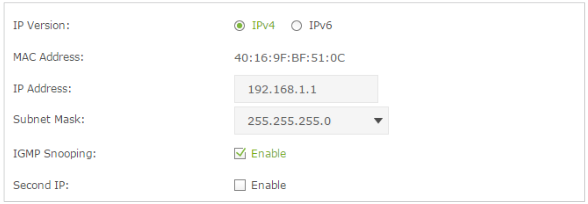 IP Version: IPv4 IPv6
MAC Address: 40:16:9F:BF:51:0C
IP Address: 192.168.1.1
Subnet Mask: 255.255.255.0
IGMP Snooping: Enable
Second IP: Enable